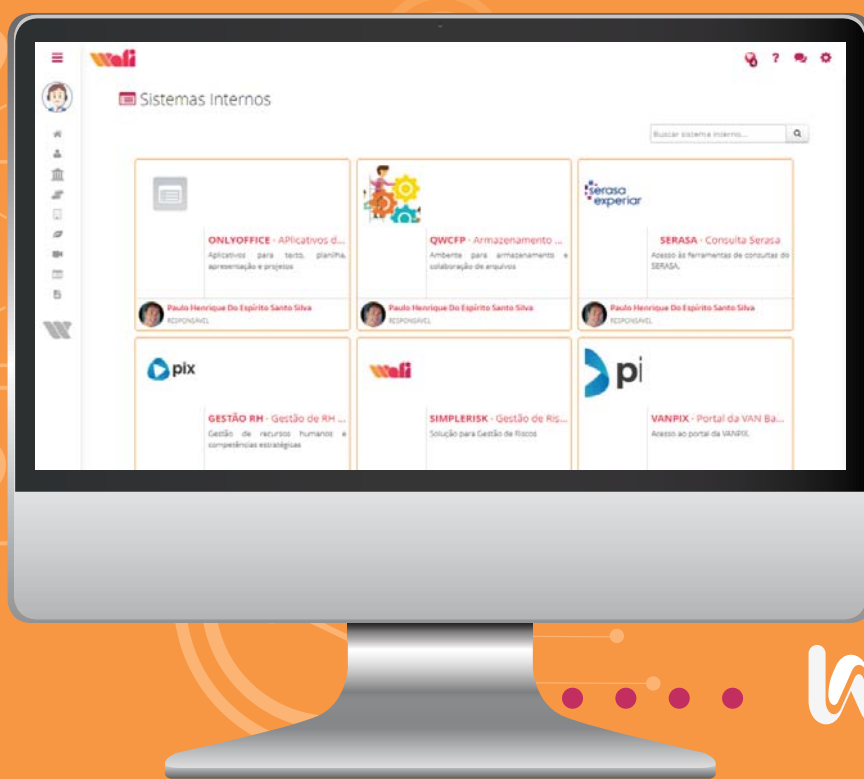 wafi
?
Sistemas Internos
Buscar sistema interno...
serasa
experian
ONLYOFFICE - APlicativos d...
Aplicativos para texto, planilha,
apresentação e projetos
QWCFP - Armazenamento ...
Ambente para armazenamento e
colaboração de arquivos
SERASA - Consulta Serasa
Acesso às ferramentas de consultas do
SERASA.
Paulo Henrique Do Espírito Santo Silva
RESPONSÁVEL
Paulo Henrique Do Espírito Santo Silva
RESPONSÁVEL
Paulo Henrique Do Espírito Santo Silva
RESPONSÁVEL
pix
wafi
pi
GESTÃO RH - Gestão de RH ...
Gestão de recursos humanos e
competências estratégicas
SIMPLERISK - Gestão de Ris...
Solução para Gestão de Riscos
VANPIX - Portal da VAN Ba...
Acesso ao portal da VANPIX.